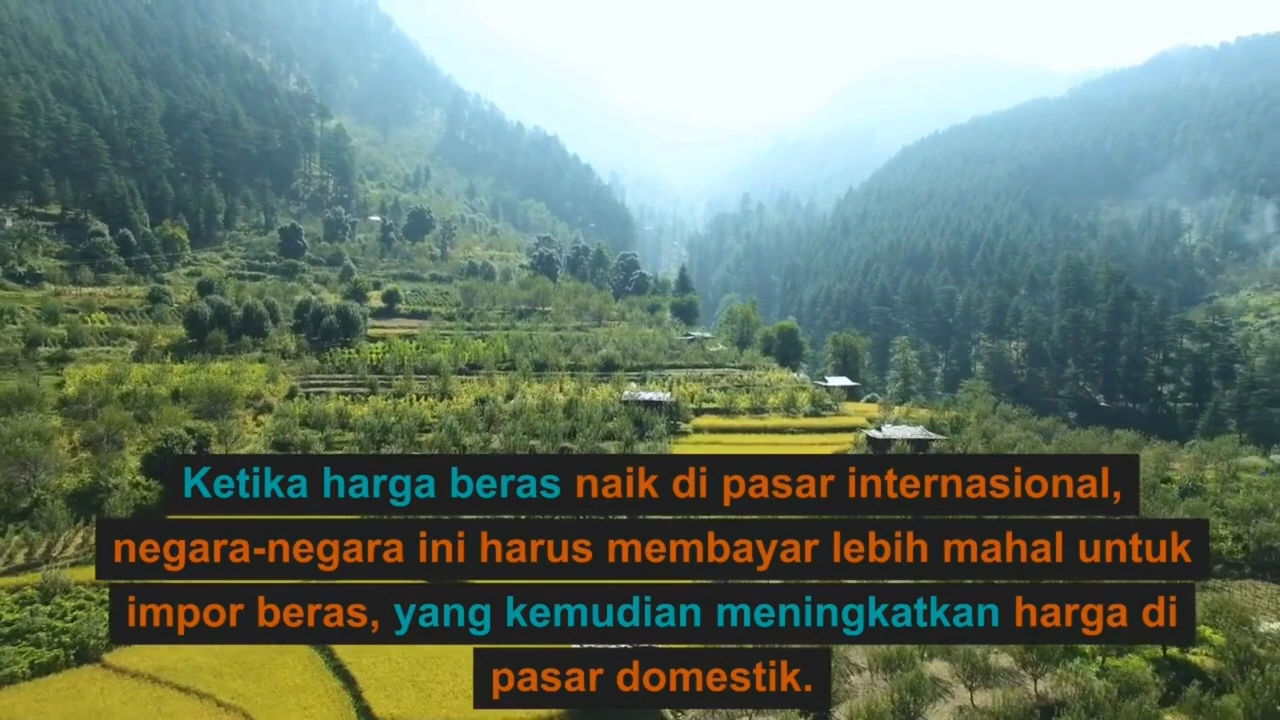 Ketika harga beras naik di pasar internasional,
negara-negara ini harus membayar lebih mahal untuk
impor beras, yang kemudian meningkatkan harga di
pasar domestik.